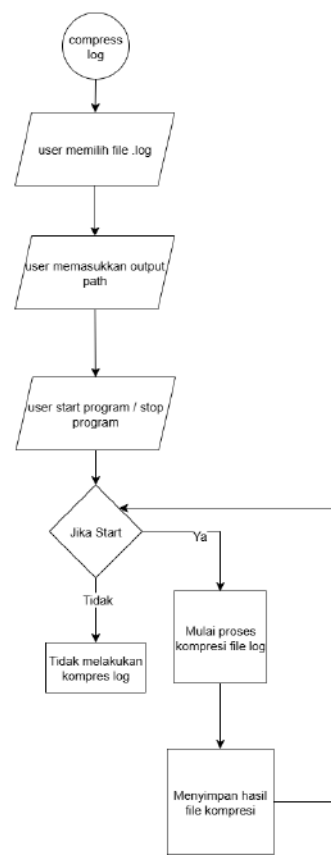 compress
log
user memilih file .log
user memasukkan output
path
user start program / stop
program
Jika Start
Ya
Tidak
Mulai proses
kompresi file log
Tidak melakukan
kompres log
Menyimpan hasil
file kompresi